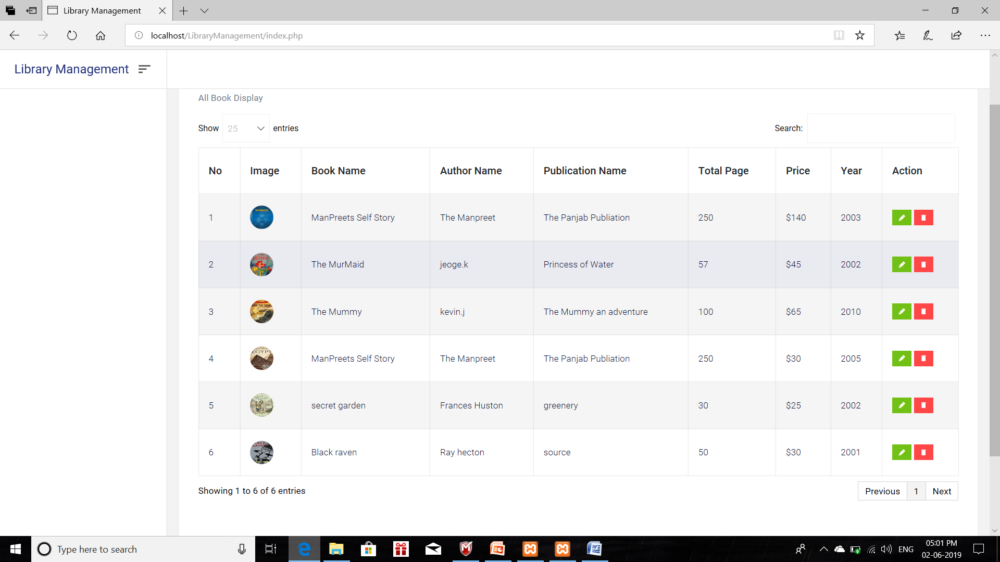 Library Management
localhost/LibraryManagement/index.php
Library Management
All Book Display
Show 25 entries
Search:
No Image Book Name Author Name Publication Name Total Page Price Year Action
1 ManPreets Self Story The Manpreet The Panjab Publiation 250 $140 2003
2 MERMAID The MurMaid jeoge.k Princess of Water 57 $45 2002
3 THE MUMMY The Mummy kevin.j The Mummy an adventure 100 $65 2010
4 EGYPT ManPreets Self Story The Manpreet The Panjab Publiation 250 $30 2005
5 secret garden Frances Huston greenery 30 $25 2002
6 Black raven Ray hecton source 50 $30 2001
Showing 1 to 6 of 6 entries
Previous 1 Next
Type here to search
ENG
05:01 PM
02-06-2019